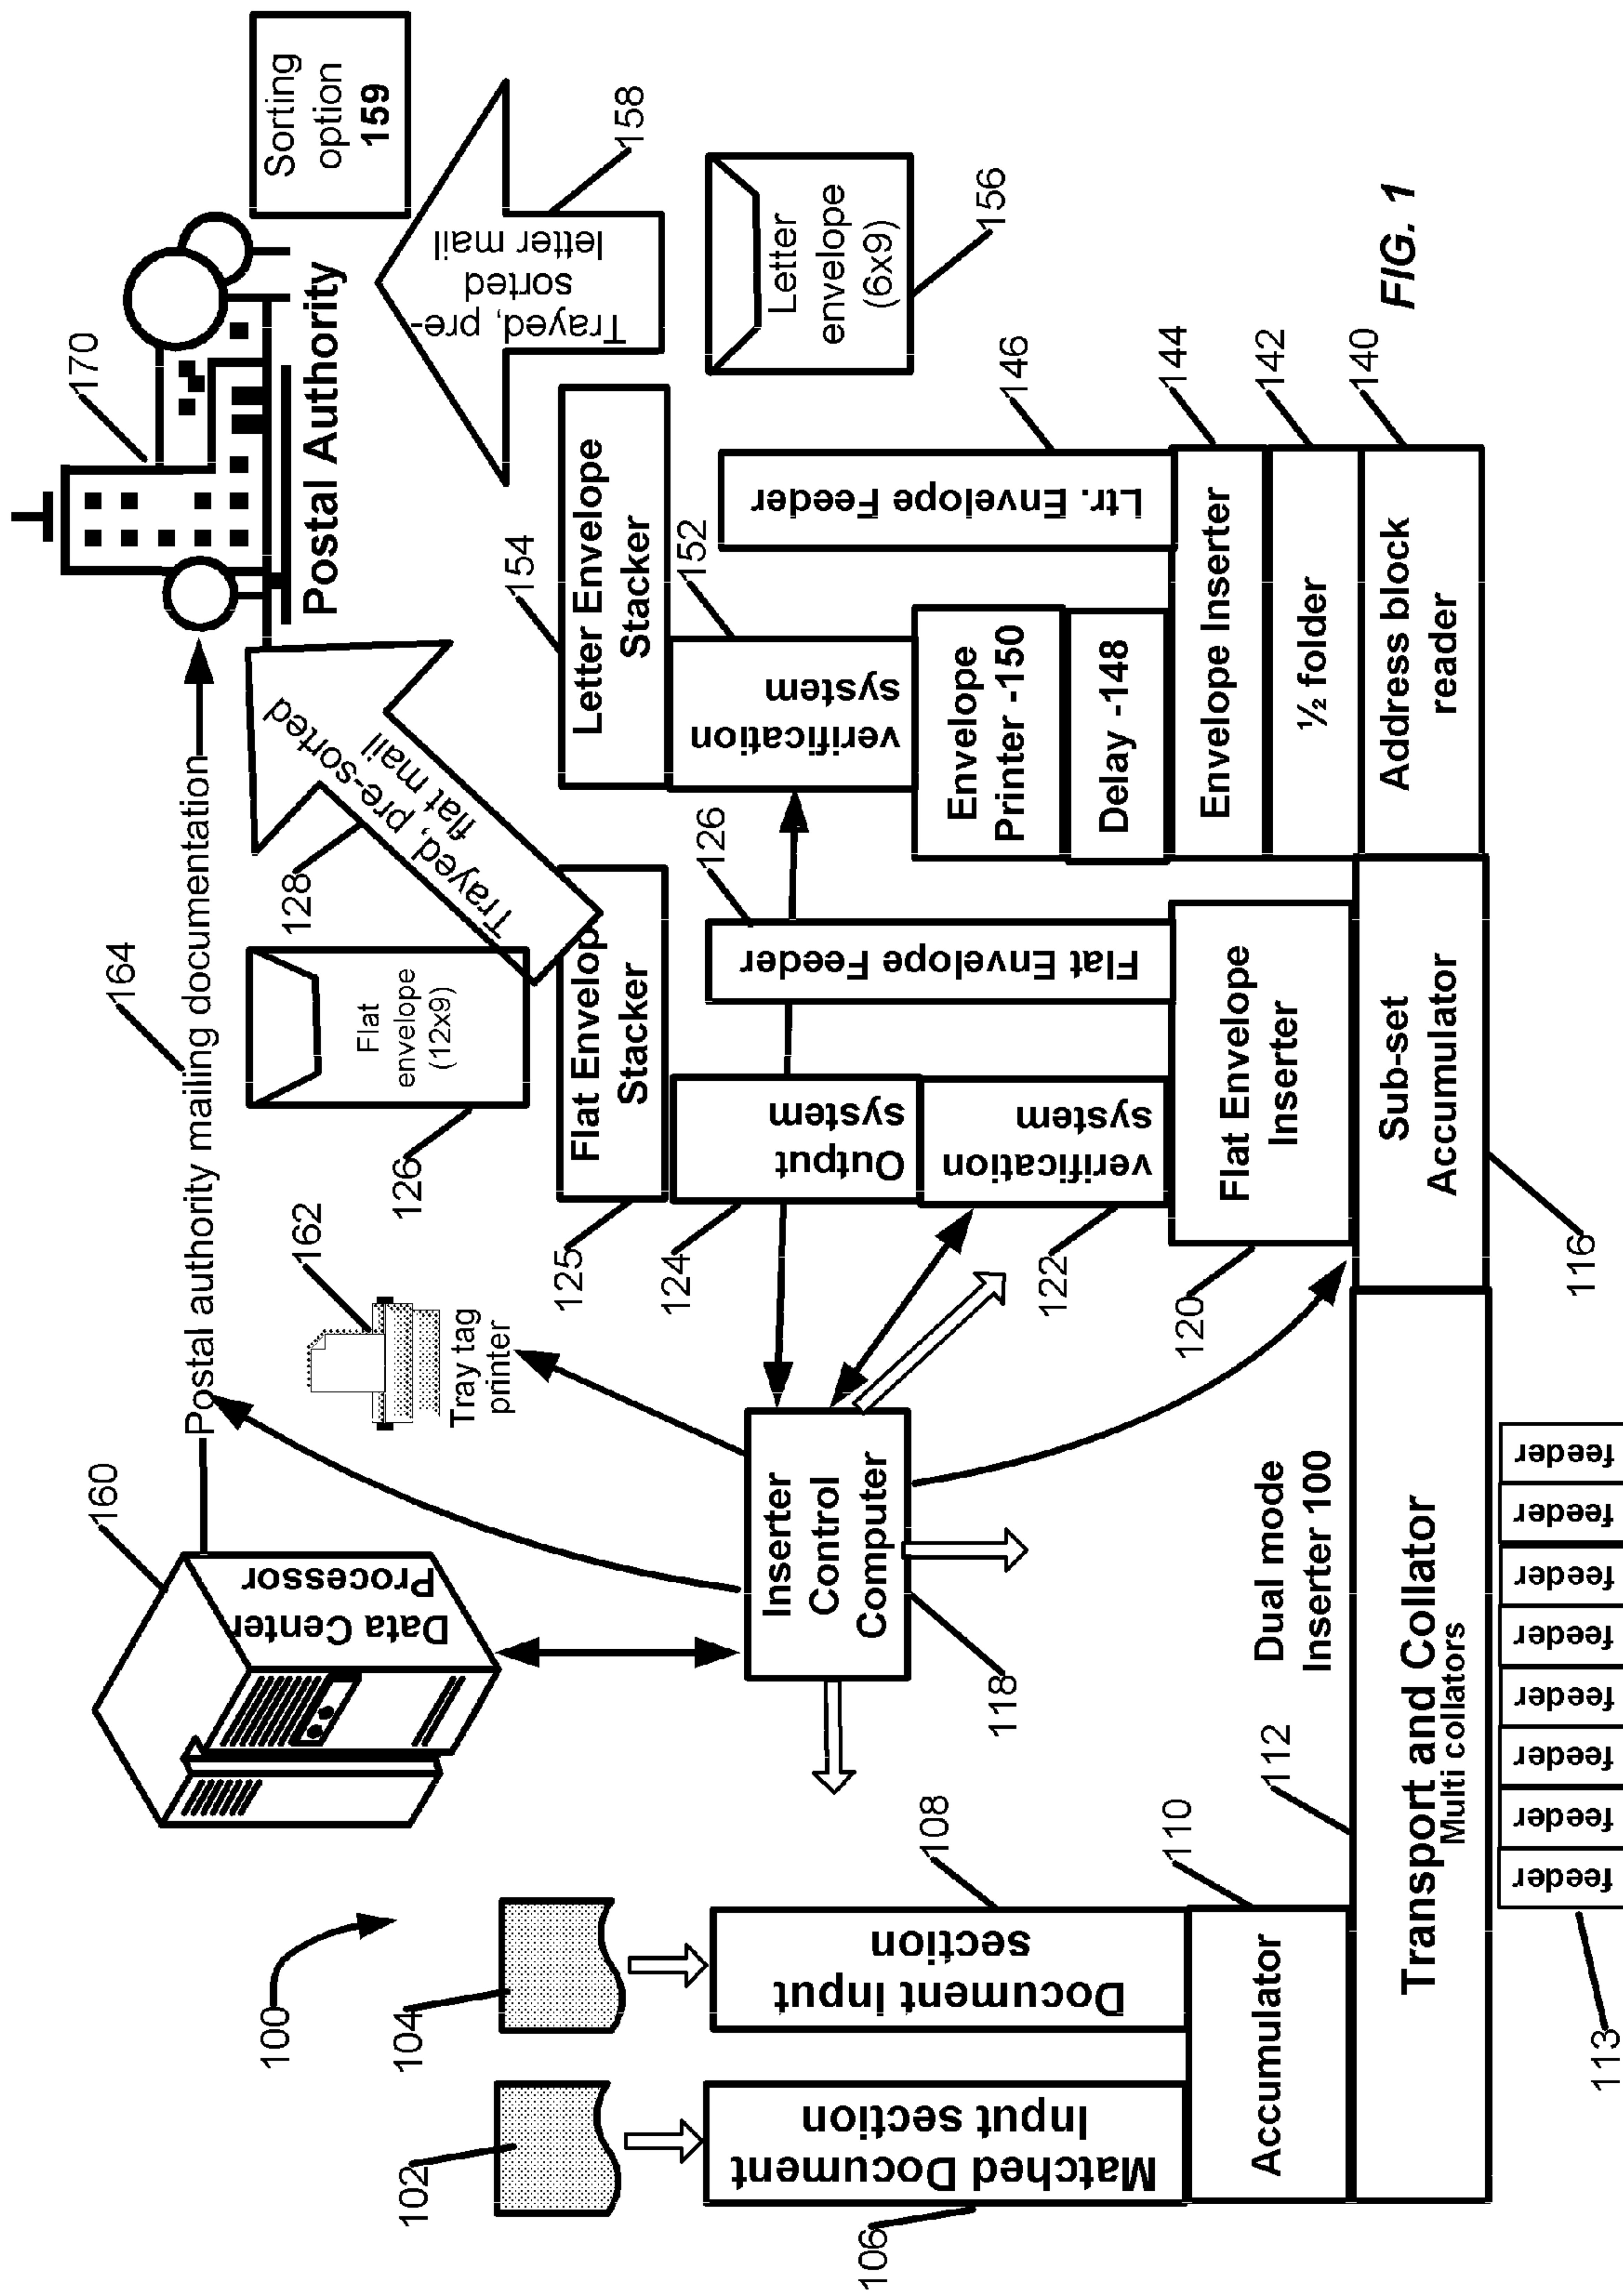 100
102
104
Matched Document
Input section
106
Document Input
section
108
Accumulator
110
Transport and Collator
Multi collators
112
feeder
feeder
feeder
feeder
feeder
feeder
feeder
feeder
113
Dual mode
Inserter 100
Data Center
Processor
160
Inserter
Control
Computer
118
Tray tag
printer
162
Postal authority mailing documentation
164
Sub-set
Accumulator
116
Flat Envelope
Inserter
120
verification
system
122
Output
system
124
Flat Envelop
Stacker
125
Flat Envelope Feeder
126
Flat
envelope
(12x9)
126
Trayed, pre-sorted
flat mail
128
Address block
reader
140
½ folder
142
Envelope Inserter
144
Ltr. Envelope Feeder
146
Delay -148
Envelope
Printer -150
verification
system
152
Letter Envelope
Stacker
154
Letter
envelope
(6x9)
156
Trayed, pre-
sorted
letter mail
158
Sorting
option
159
Postal Authority
170
FIG. 1